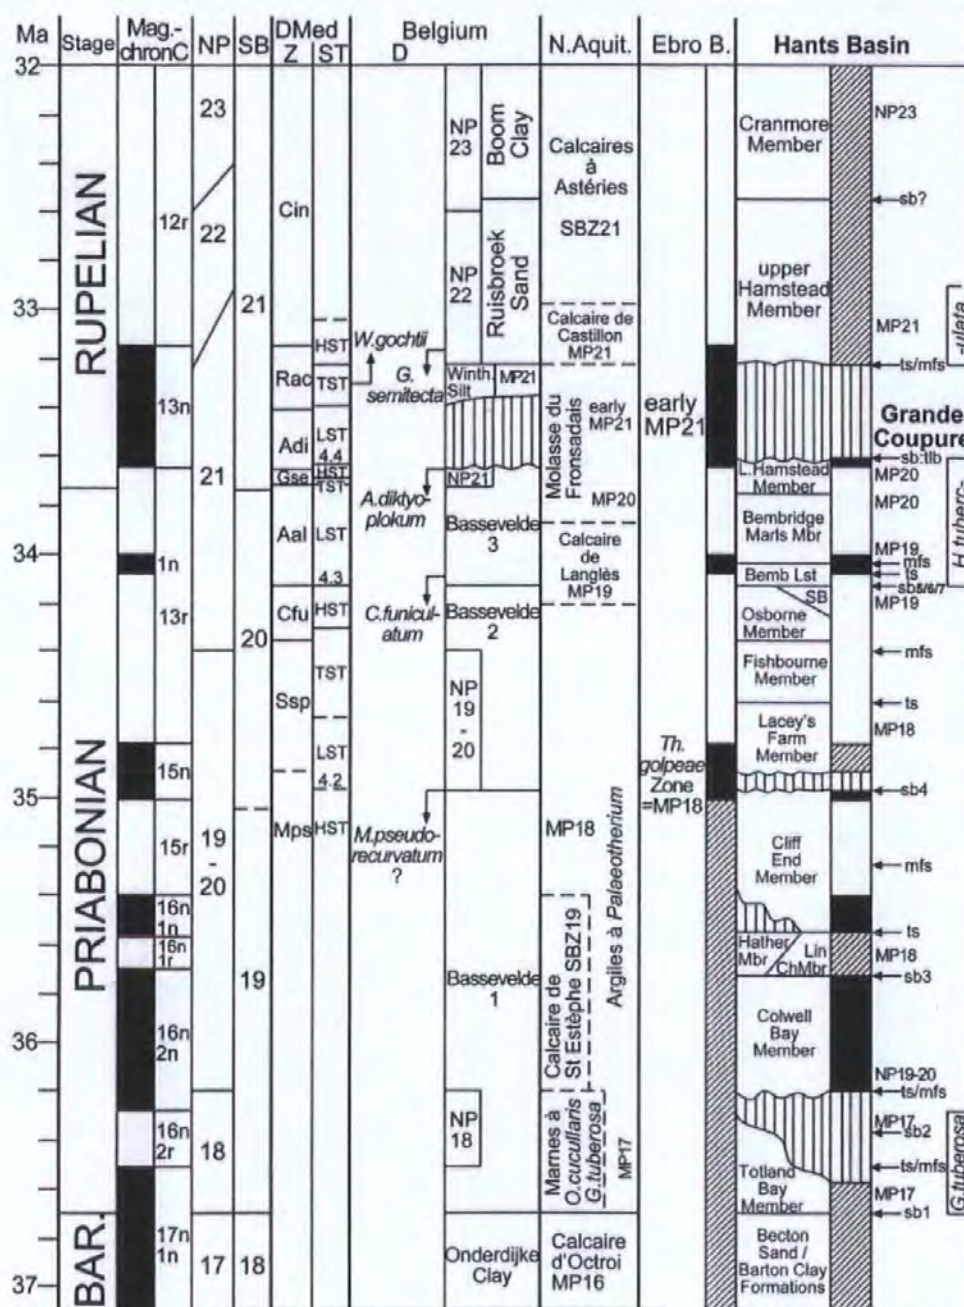 Ma
Stage
Mag.-
chronC
NP
SB
DMed
Z
ST
Belgium
D
N.Aquit.
Ebro B.
Hants Basin
32
33
34
35
36
37
RUPELIAN
PRIABONIAN
BAR.
12r
13n
1n
13r
15n
15r
16n
1n
16n
1r
16n
2n
16n
2r
17n
1n
23
22
21
19
-
20
18
17
21
20
19
18
Cin
Rac
Adi
Gse
Aal
Cfu
Ssp
Mps
HST
TST
LST
4.4
HST
TST
LST
4.3
HST
TST
LST
4.2
HST
W.gochtii
G.
semitecta
A.diktyo-
plokum
C.funicul-
atum
M.pseudo-
recurvatum
?
NP
23
Boom
Clay
NP
22
Ruisbroek
Sand
Winth.
Silt
MP21
NP21
Bassevelde
3
Bassevelde
2
NP
19
-
20
Bassevelde
1
NP
18
Onderdijke
Clay
Calcaires
à
Astéries
SBZ21
Calcaire de
Castillon
MP21
Molasse du
Fronsadais
early
MP21
MP20
Calcaire
de
Langlès
MP19
MP18
Argiles à Palaeotherium
Calcaire de
St Estèphe SBZ19
Marnes à
O.cucullaris
G.tuberosa
MP17
Calcaire
d'Octroi
MP16
early
MP21
Th.
golpeae
Zone
=MP18
Cranmore
Member
upper
Hamstead
Member
L.Hamstead
Member
Bembridge
Marls Mbr
Bemb Lst
SB
Osborne
Member
Fishbourne
Member
Lacey's
Farm
Member
Cliff
End
Member
Hather
Mbr
Lin
ChMbr
Colwell
Bay
Member
Totland
Bay
Member
Becton
Sand /
Barton Clay
Formations
NP23
sb?
MP21
ts/mfs
Grande
Coupure
sb:tlb
MP20
MP20
MP19
mfs
ts
sb5/6/7
MP19
mfs
ts
MP18
sb4
mfs
ts
MP18
sb3
NP19-20
ts/mfs
MP17
sb2
ts/mfs
MP17
sb1
-ulata
H.tuberc-
G.tuberosa